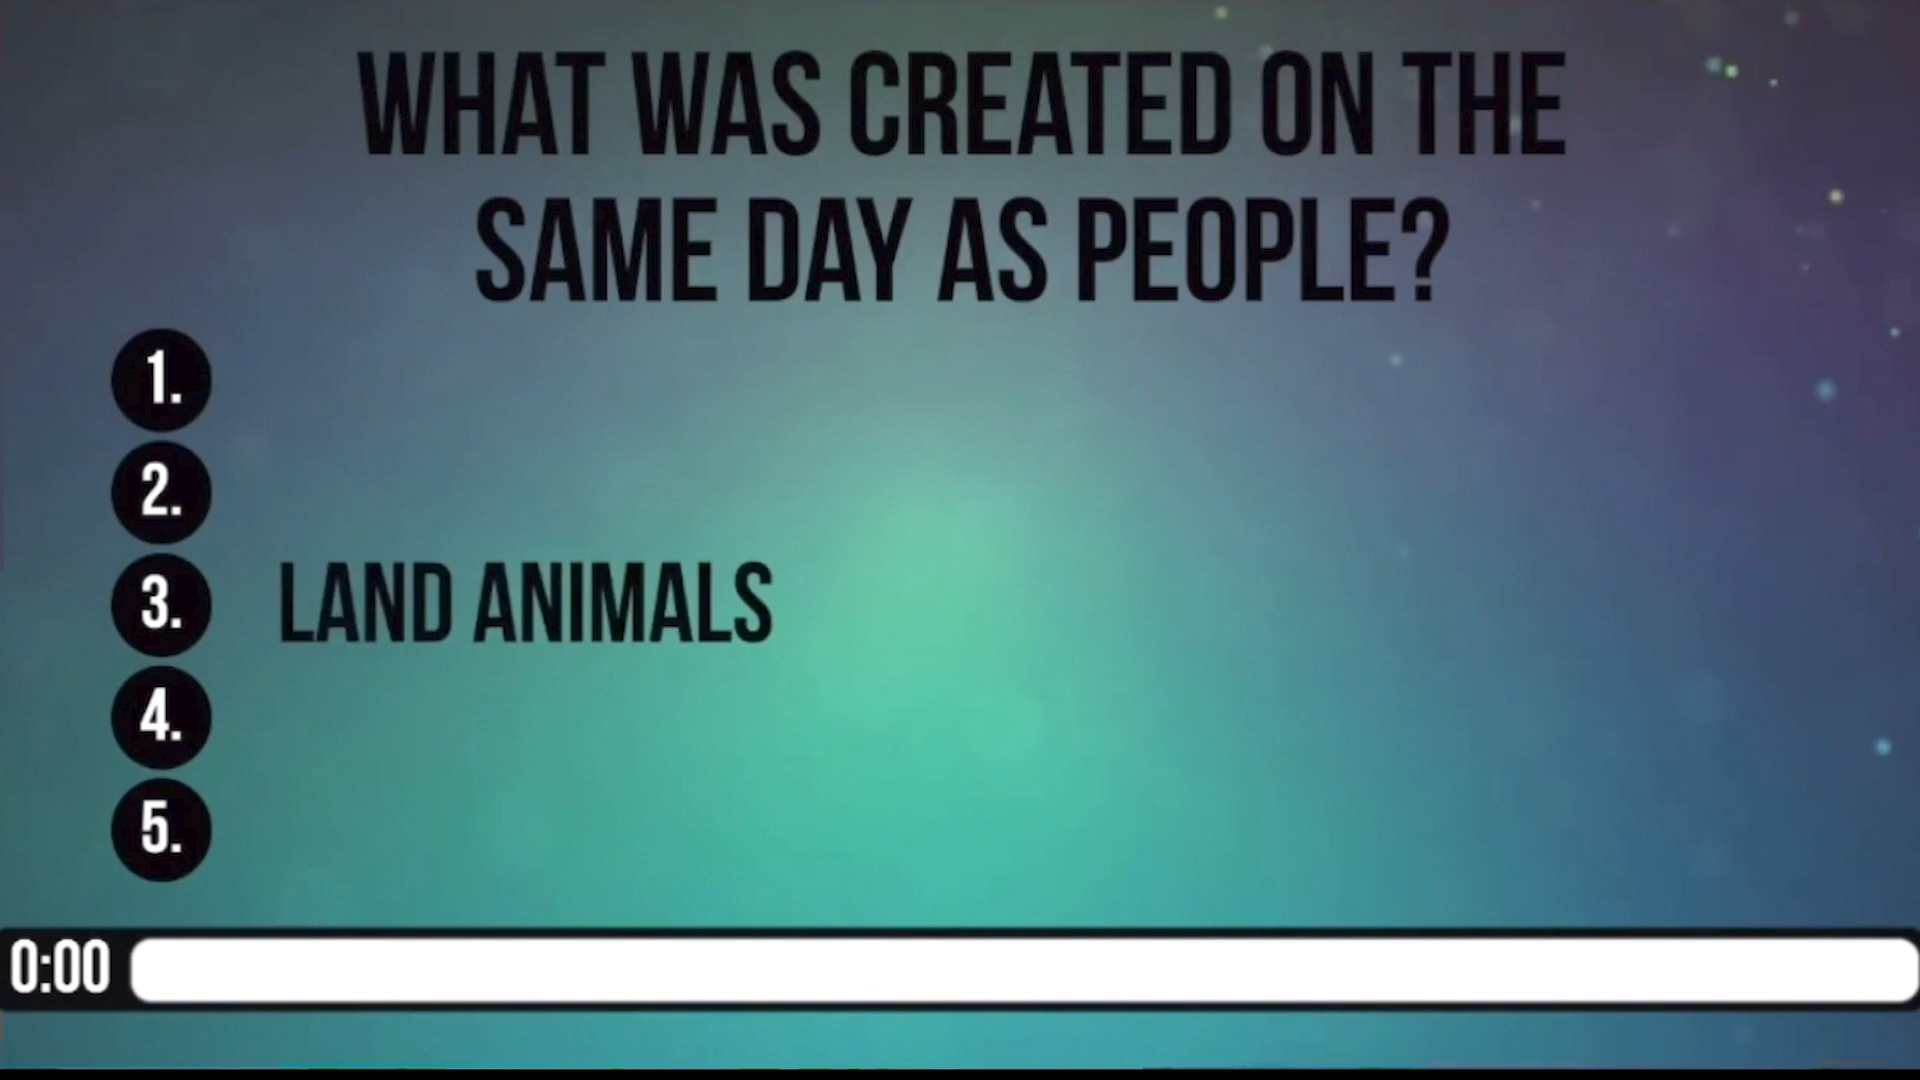 WHAT WAS CREATED ON THE
SAME DAY AS PEOPLE?
1.
2.
3. LAND ANIMALS
4.
5.
0:00